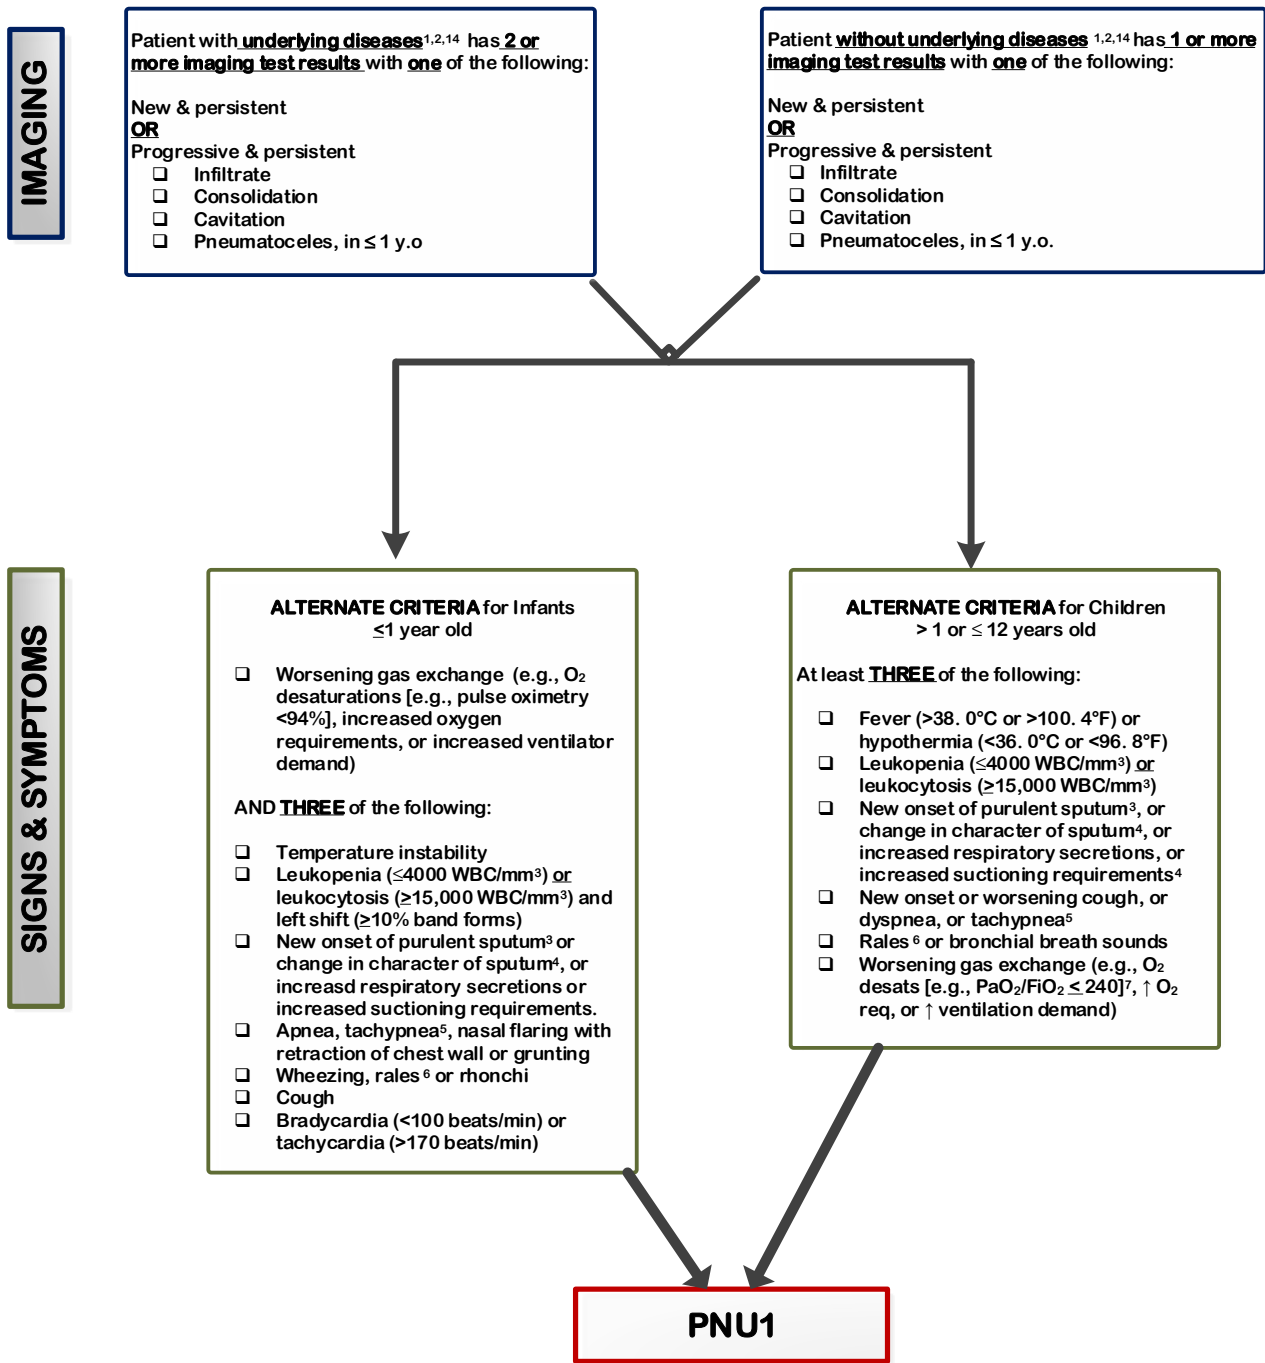 IMAGING
Patient with underlying diseases1,2,14 has 2 or
more imaging test results with one of the following:
New & persistent
OR
Progressive & persistent
❑ Infiltrate
❑ Consolidation
❑ Cavitation
❑ Pneumatoceles, in ≤ 1 y.o
Patient without underlying diseases 1,2,14 has 1 or more
imaging test results with one of the following:
New & persistent
OR
Progressive & persistent
❑ Infiltrate
❑ Consolidation
❑ Cavitation
❑ Pneumatoceles, in ≤ 1 y.o.
SIGNS & SYMPTOMS
ALTERNATE CRITERIA for Infants
≤1 year old
❑ Worsening gas exchange (e.g., O2
desaturations [e.g., pulse oximetry
<94%], increased oxygen
requirements, or increased ventilator
demand)
AND THREE of the following:
❑ Temperature instability
❑ Leukopenia (≤4000 WBC/mm3) or
leukocytosis (≥15,000 WBC/mm3) and
left shift (≥10% band forms)
❑ New onset of purulent sputum3 or
change in character of sputum4, or
increasd respiratory secretions or
increased suctioning requirements.
❑ Apnea, tachypnea5, nasal flaring with
retraction of chest wall or grunting
❑ Wheezing, rales 6 or rhonchi
❑ Cough
❑ Bradycardia (<100 beats/min) or
tachycardia (>170 beats/min)
ALTERNATE CRITERIA for Children
> 1 or ≤ 12 years old
At least THREE of the following:
❑ Fever (>38. 0°C or >100. 4°F) or
hypothermia (<36. 0°C or <96. 8°F)
❑ Leukopenia (≤4000 WBC/mm3) or
leukocytosis (≥15,000 WBC/mm3)
❑ New onset of purulent sputum3, or
change in character of sputum4, or
increased respiratory secretions, or
increased suctioning requirements4
❑ New onset or worsening cough, or
dyspnea, or tachypnea5
❑ Rales 6 or bronchial breath sounds
❑ Worsening gas exchange (e.g., O2
desats [e.g., PaO2/FiO2 ≤ 240]7, ↑ O2
req, or ↑ ventilation demand)
PNU1